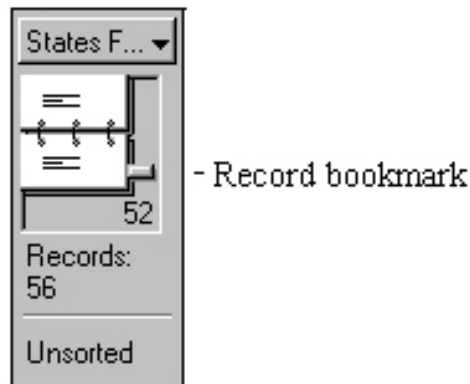 States F...
- Record bookmark
52
Records:
56
Unsorted